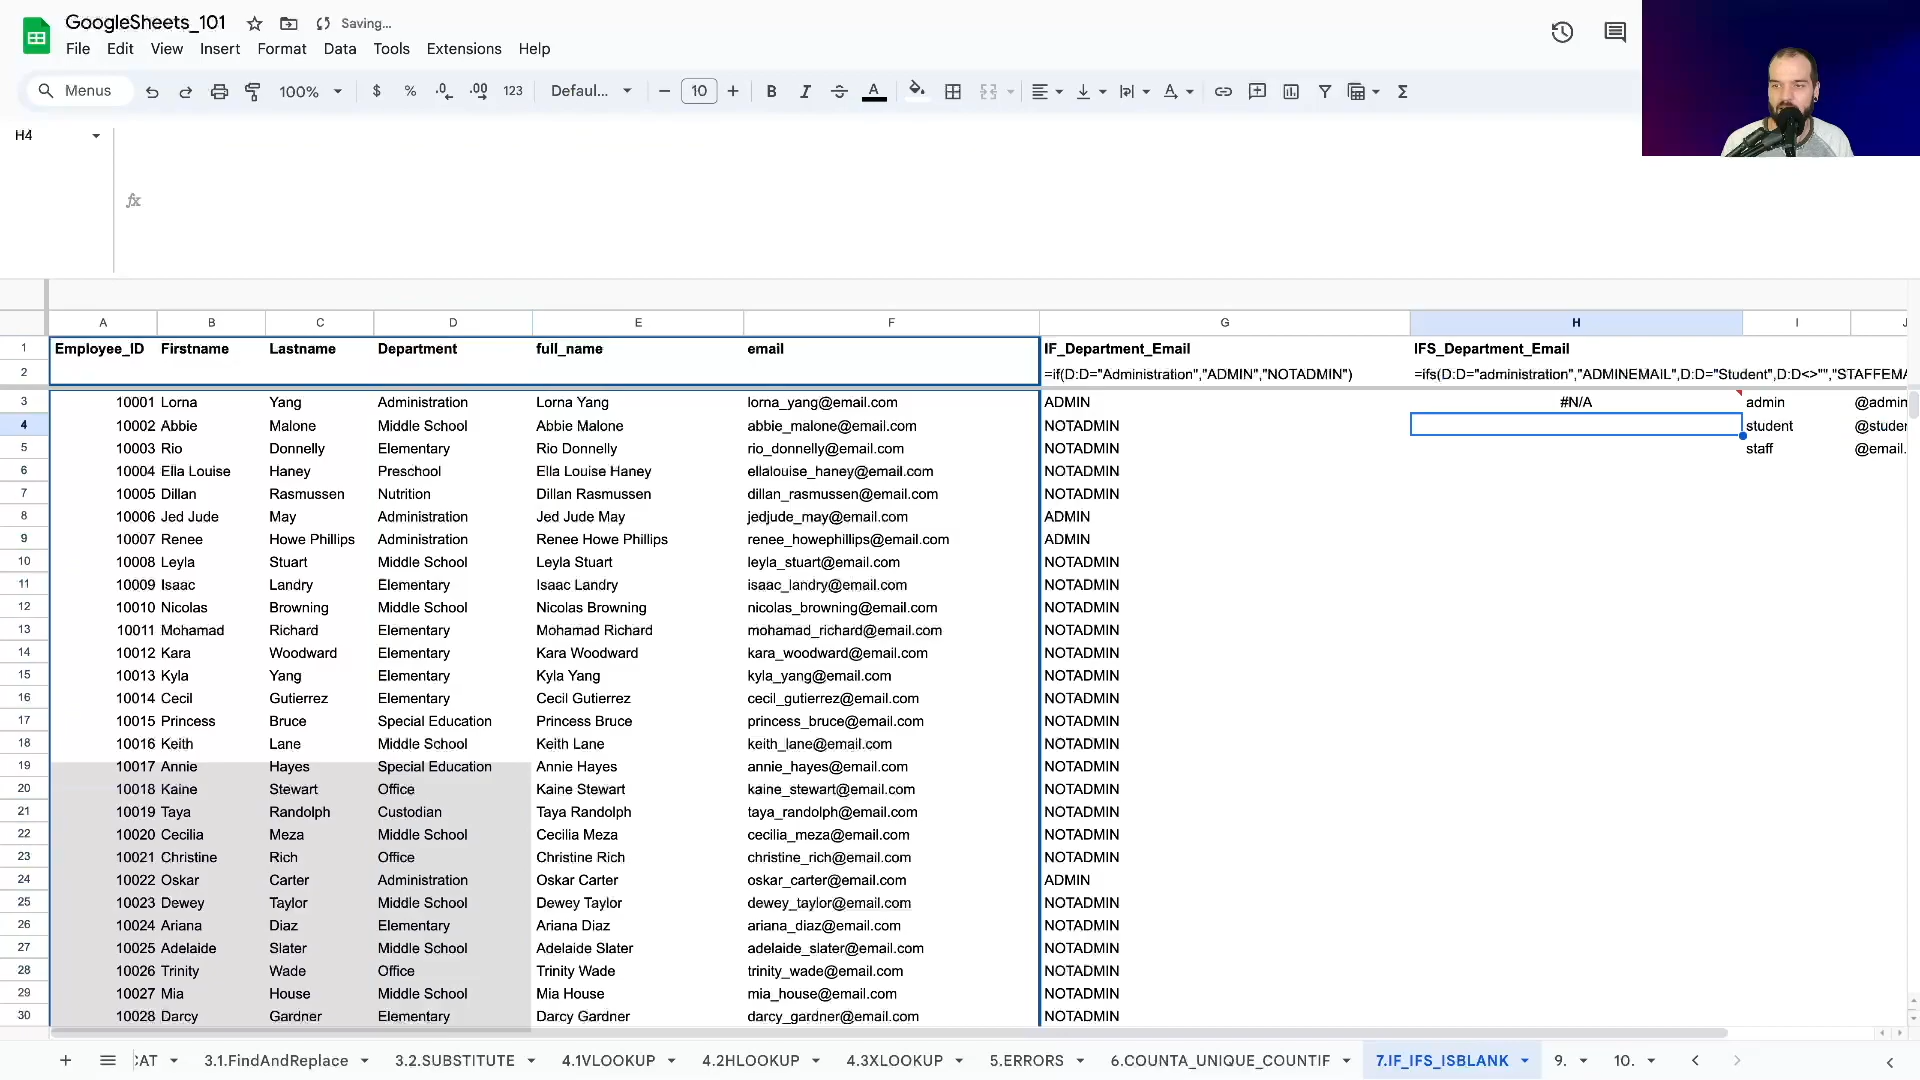 GoogleSheets_101 Saving...
File Edit View Insert Format Data Tools Extensions Help
Menus 100% $ % .0 .00 123 Defaul... 10 B I A
H4
fx
A B C D E F G H I J
1 Employee_ID Firstname Lastname Department full_name email IF_Department_Email IFS_Department_Email
2 =if(D:D="Administration","ADMIN","NOTADMIN") =ifs(D:D="administration","ADMINEMAIL",D:D="Student",D:D<>"","STAFFEMA
3 10001 Lorna Yang Administration Lorna Yang lorna_yang@email.com ADMIN #N/A admin @admin
4 10002 Abbie Malone Middle School Abbie Malone abbie_malone@email.com NOTADMIN student @studer
5 10003 Rio Donnelly Elementary Rio Donnelly rio_donnelly@email.com NOTADMIN staff @email.
6 10004 Ella Louise Haney Preschool Ella Louise Haney ellalouise_haney@email.com NOTADMIN
7 10005 Dillan Rasmussen Nutrition Dillan Rasmussen dillan_rasmussen@email.com NOTADMIN
8 10006 Jed Jude May Administration Jed Jude May jedjude_may@email.com ADMIN
9 10007 Renee Howe Phillips Administration Renee Howe Phillips renee_howephillips@email.com ADMIN
10 10008 Leyla Stuart Middle School Leyla Stuart leyla_stuart@email.com NOTADMIN
11 10009 Isaac Landry Elementary Isaac Landry isaac_landry@email.com NOTADMIN
12 10010 Nicolas Browning Middle School Nicolas Browning nicolas_browning@email.com NOTADMIN
13 10011 Mohamad Richard Elementary Mohamad Richard mohamad_richard@email.com NOTADMIN
14 10012 Kara Woodward Elementary Kara Woodward kara_woodward@email.com NOTADMIN
15 10013 Kyla Yang Elementary Kyla Yang kyla_yang@email.com NOTADMIN
16 10014 Cecil Gutierrez Elementary Cecil Gutierrez cecil_gutierrez@email.com NOTADMIN
17 10015 Princess Bruce Special Education Princess Bruce princess_bruce@email.com NOTADMIN
18 10016 Keith Lane Middle School Keith Lane keith_lane@email.com NOTADMIN
19 10017 Annie Hayes Special Education Annie Hayes annie_hayes@email.com NOTADMIN
20 10018 Kaine Stewart Office Kaine Stewart kaine_stewart@email.com NOTADMIN
21 10019 Taya Randolph Custodian Taya Randolph taya_randolph@email.com NOTADMIN
22 10020 Cecilia Meza Middle School Cecilia Meza cecilia_meza@email.com NOTADMIN
23 10021 Christine Rich Office Christine Rich christine_rich@email.com NOTADMIN
24 10022 Oskar Carter Administration Oskar Carter oskar_carter@email.com ADMIN
25 10023 Dewey Taylor Middle School Dewey Taylor dewey_taylor@email.com NOTADMIN
26 10024 Ariana Diaz Elementary Ariana Diaz ariana_diaz@email.com NOTADMIN
27 10025 Adelaide Slater Middle School Adelaide Slater adelaide_slater@email.com NOTADMIN
28 10026 Trinity Wade Office Trinity Wade trinity_wade@email.com NOTADMIN
29 10027 Mia House Middle School Mia House mia_house@email.com NOTADMIN
30 10028 Darcy Gardner Elementary Darcy Gardner darcy_gardner@email.com NOTADMIN
CAT 3.1.FindAndReplace 3.2.SUBSTITUTE 4.1VLOOKUP 4.2HLOOKUP 4.3XLOOKUP 5.ERRORS 6.COUNTA_UNIQUE_COUNTIF 7.IF_IFS_ISBLANK 9. 10.